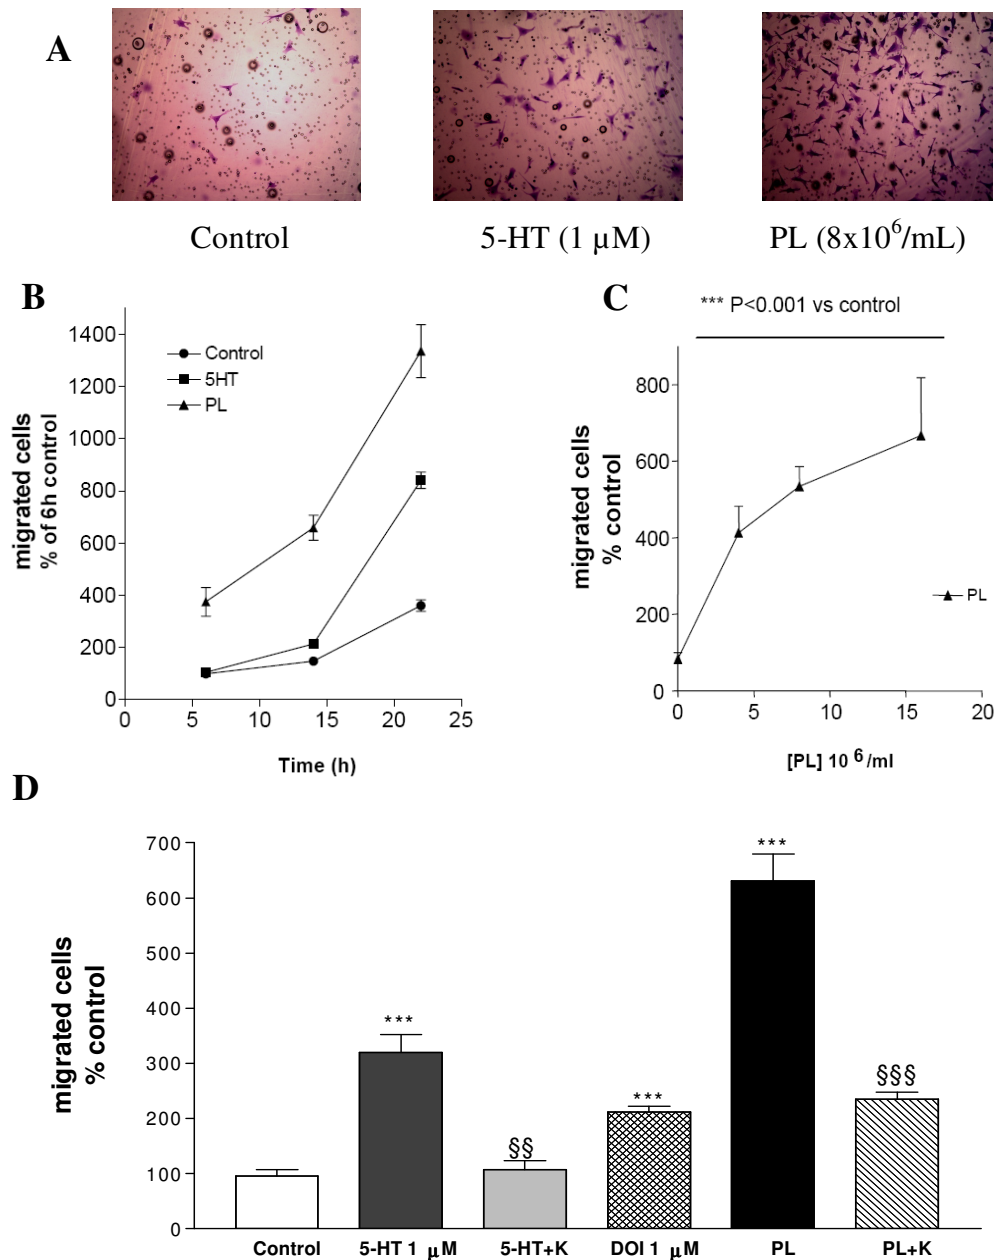 A
Control
5-HT (1 µM)
PL (8x10⁶/mL)
B
1400
1200
1000
800
600
400
200
0
0
5
10
15
20
25
Control
5HT
PL
migrated cells
% of 6h control
Time (h)
C
*** P<0.001 vs control
800
600
400
200
0
0
5
10
15
20
PL
migrated cells
% control
[PL] 10 ⁶ /ml
D
700
600
500
400
300
200
100
0
migrated cells
% control
***
§§
***
***
§§§
Control
5-HT 1 µM
5-HT+K
DOI 1 µM
PL
PL+K